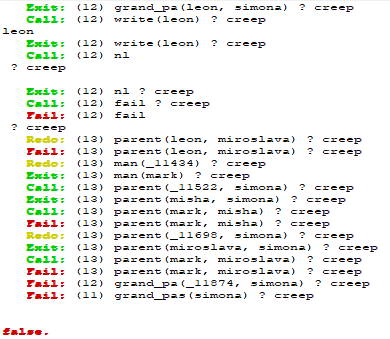 Exit: (12) grand_pa(leon, simona) ? creep
Call: (12) write(leon) ? creep
leon
Exit: (12) write(leon) ? creep
Call: (12) nl
? creep
Exit: (12) nl ? creep
Call: (12) fail ? creep
Fail: (12) fail
? creep
Redo: (13) parent(leon, miroslava) ? creep
Fail: (13) parent(leon, miroslava) ? creep
Redo: (13) man(_11434) ? creep
Exit: (13) man(mark) ? creep
Call: (13) parent(_11522, simona) ? creep
Exit: (13) parent(misha, simona) ? creep
Call: (13) parent(mark, misha) ? creep
Fail: (13) parent(mark, misha) ? creep
Redo: (13) parent(_11698, simona) ? creep
Exit: (13) parent(miroslava, simona) ? creep
Call: (13) parent(mark, miroslava) ? creep
Fail: (13) parent(mark, miroslava) ? creep
Fail: (12) grand_pa(_11874, simona) ? creep
Fail: (11) grand_pas(simona) ? creep
false.